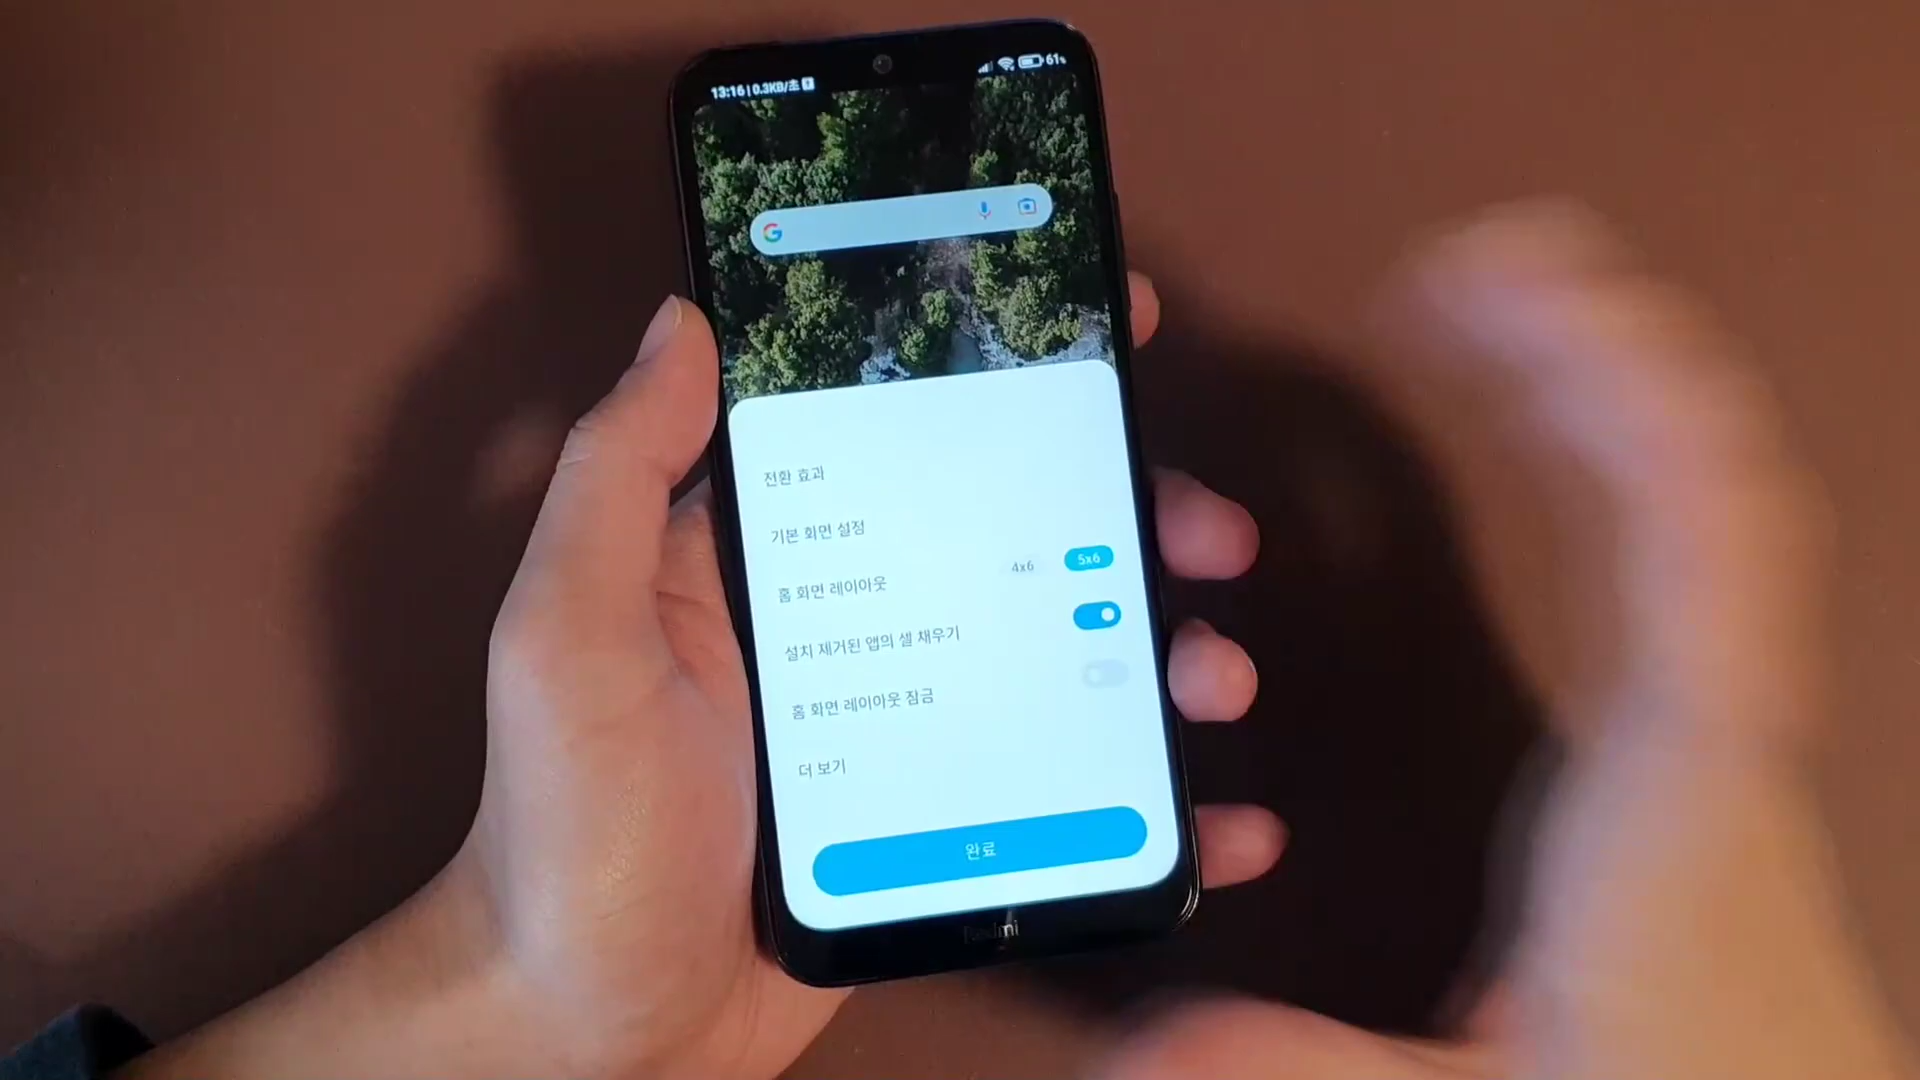 13:16 | 0.3KB/초
61%
전환 효과
기본 화면 설정
홈 화면 레이아웃 4x6 5x6
설치 제거된 앱의 셀 채우기
홈 화면 레이아웃 잠금
더 보기
완료
Redmi